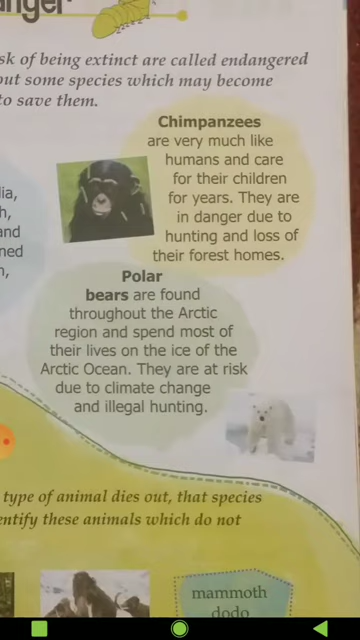 sk of being extinct are called endangered
out some species which may become
to save them.
Chimpanzees
are very much like
humans and care
for their children
for years. They are
in danger due to
hunting and loss of
their forest homes.
Polar
bears are found
throughout the Arctic
region and spend most of
their lives on the ice of the
Arctic Ocean. They are at risk
due to climate change
and illegal hunting.
type of animal dies out, that species
entify these animals which do not
mammoth
dodo